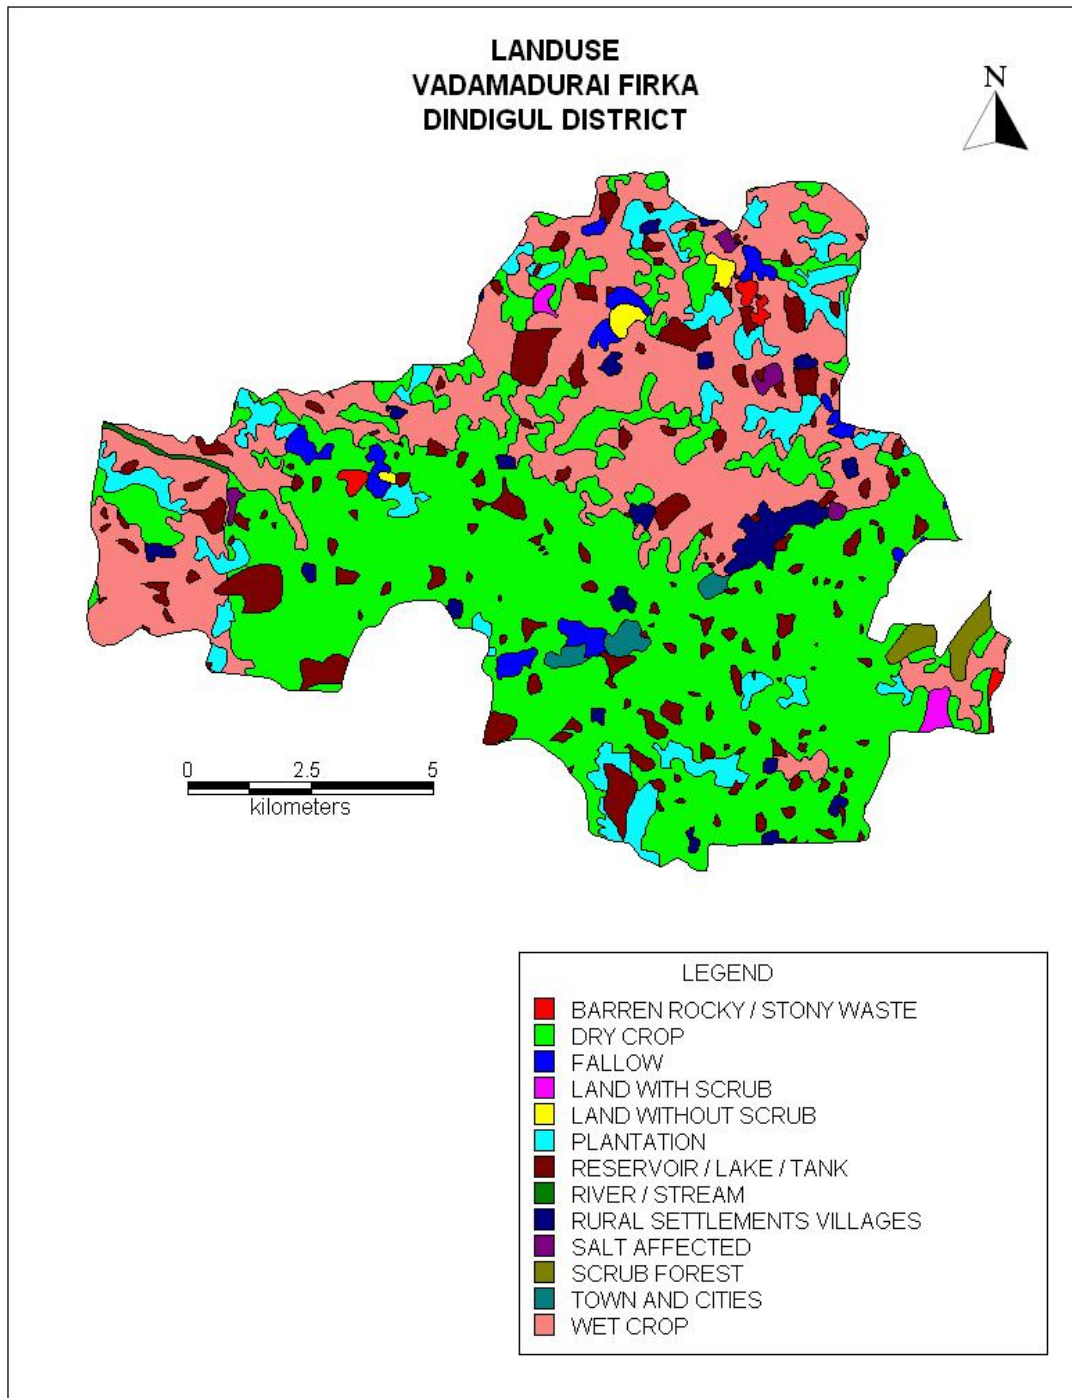 LANDUSE
VADAMADURAI FIRKA
DINDIGUL DISTRICT
N
0 2.5 5
kilometers
LEGEND
BARREN ROCKY / STONY WASTE
DRY CROP
FALLOW
LAND WITH SCRUB
LAND WITHOUT SCRUB
PLANTATION
RESERVOIR / LAKE / TANK
RIVER / STREAM
RURAL SETTLEMENTS VILLAGES
SALT AFFECTED
SCRUB FOREST
TOWN AND CITIES
WET CROP